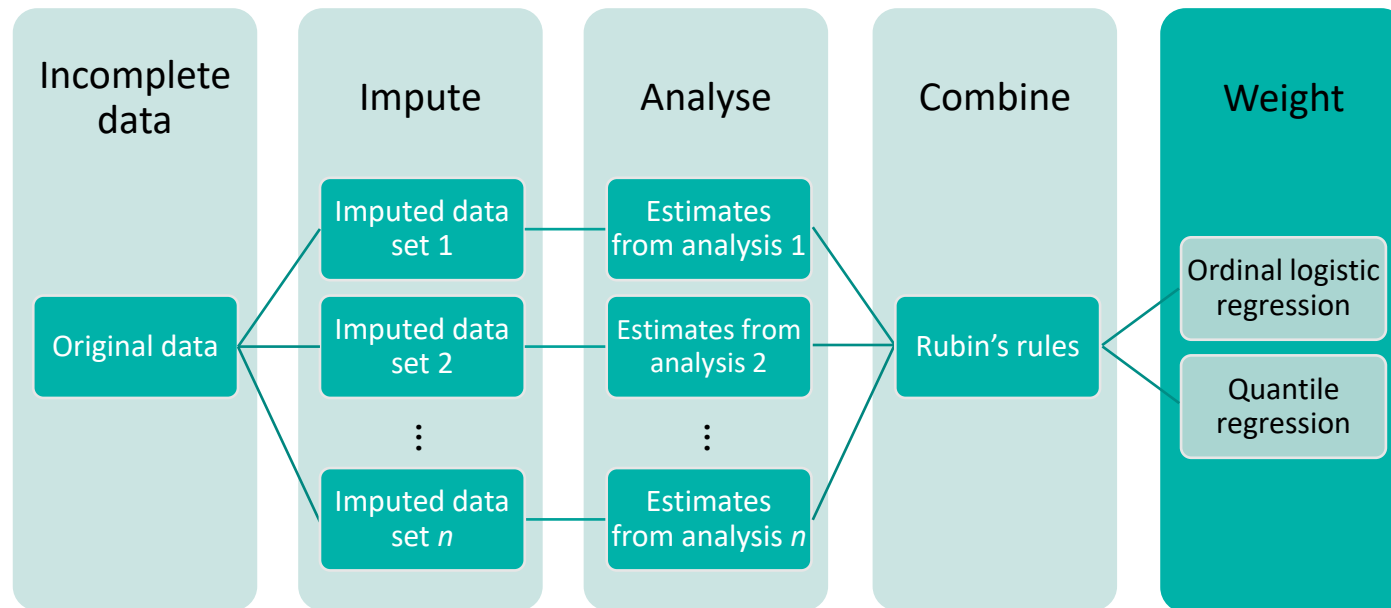 Incomplete
data
Impute
Analyse
Combine
Weight
Original data
Imputed data
set 1
Imputed data
set 2
⋮
Imputed data
set n
Estimates
from analysis 1
Estimates from
analysis 2
⋮
Estimates
from analysis n
Rubin’s rules
Ordinal logistic
regression
Quantile
regression